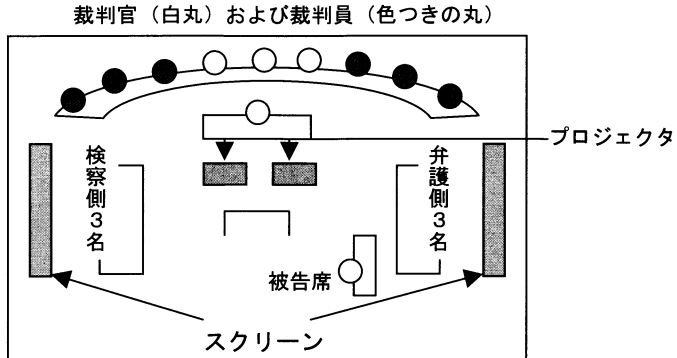 裁判官（白丸）および裁判員（色つきの丸）
プロジェクタ
検察側3名
弁護側3名
被告席
スクリーン